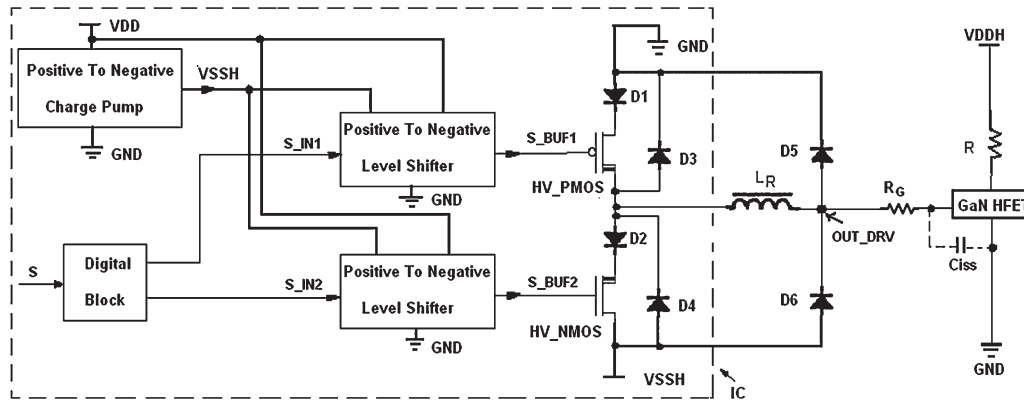 VDD
GND
VDDH
Positive To Negative
Charge Pump
VSSH
D1
Positive To Negative
Level Shifter
S_IN1
S_BUF1
D3
D5
R
GND
HV_PMOS
LR
RG
GaN HFET
GND
OUT_DRV
Ciss
D2
S
Digital
Block
Positive To Negative
Level Shifter
S_IN2
S_BUF2
D4
D6
HV_NMOS
GND
VSSH
IC
GND